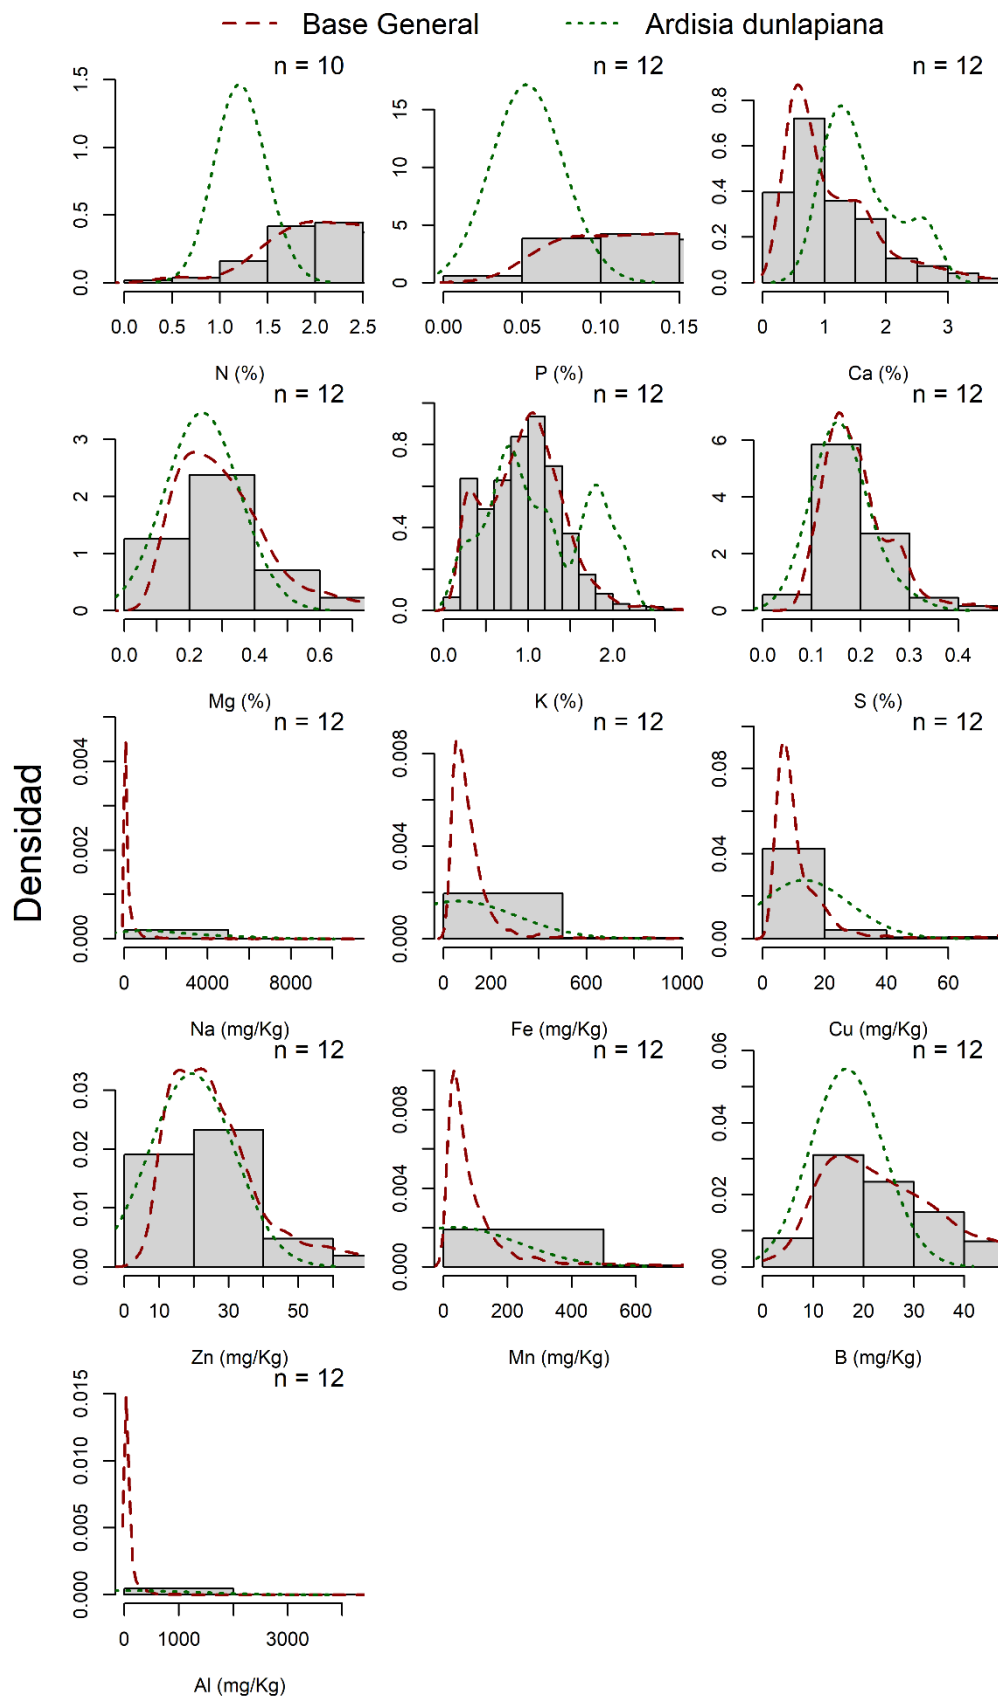 Base General Ardisia dunlapiana
n = 10 n = 12 n = 12
0.0 0.5 1.0 1.5
0.0 0.5 1.0 1.5 2.0 2.5
N (%)
0 5 10 15
0.00 0.05 0.10 0.15
P (%)
0.0 0.2 0.4 0.6 0.8
0 1 2 3
Ca (%)
n = 12 n = 12 n = 12
0 1 2 3
0.0 0.2 0.4 0.6
Mg (%)
0.0 0.4 0.8
0.0 1.0 2.0
K (%)
0 2 4 6
0.0 0.1 0.2 0.3 0.4
S (%)
Densidad
n = 12 n = 12 n = 12
0.000 0.002 0.004
0 4000 8000
Na (mg/Kg)
0.000 0.004 0.008
0 200 600 1000
Fe (mg/Kg)
0.00 0.04 0.08
0 20 40 60
Cu (mg/Kg)
n = 12 n = 12 n = 12
0.00 0.01 0.02 0.03
0 10 30 50
Zn (mg/Kg)
0.000 0.004 0.008
0 200 400 600
Mn (mg/Kg)
0.00 0.02 0.04 0.06
0 10 20 30 40
B (mg/Kg)
n = 12
0.000 0.005 0.010 0.015
0 1000 3000
Al (mg/Kg)